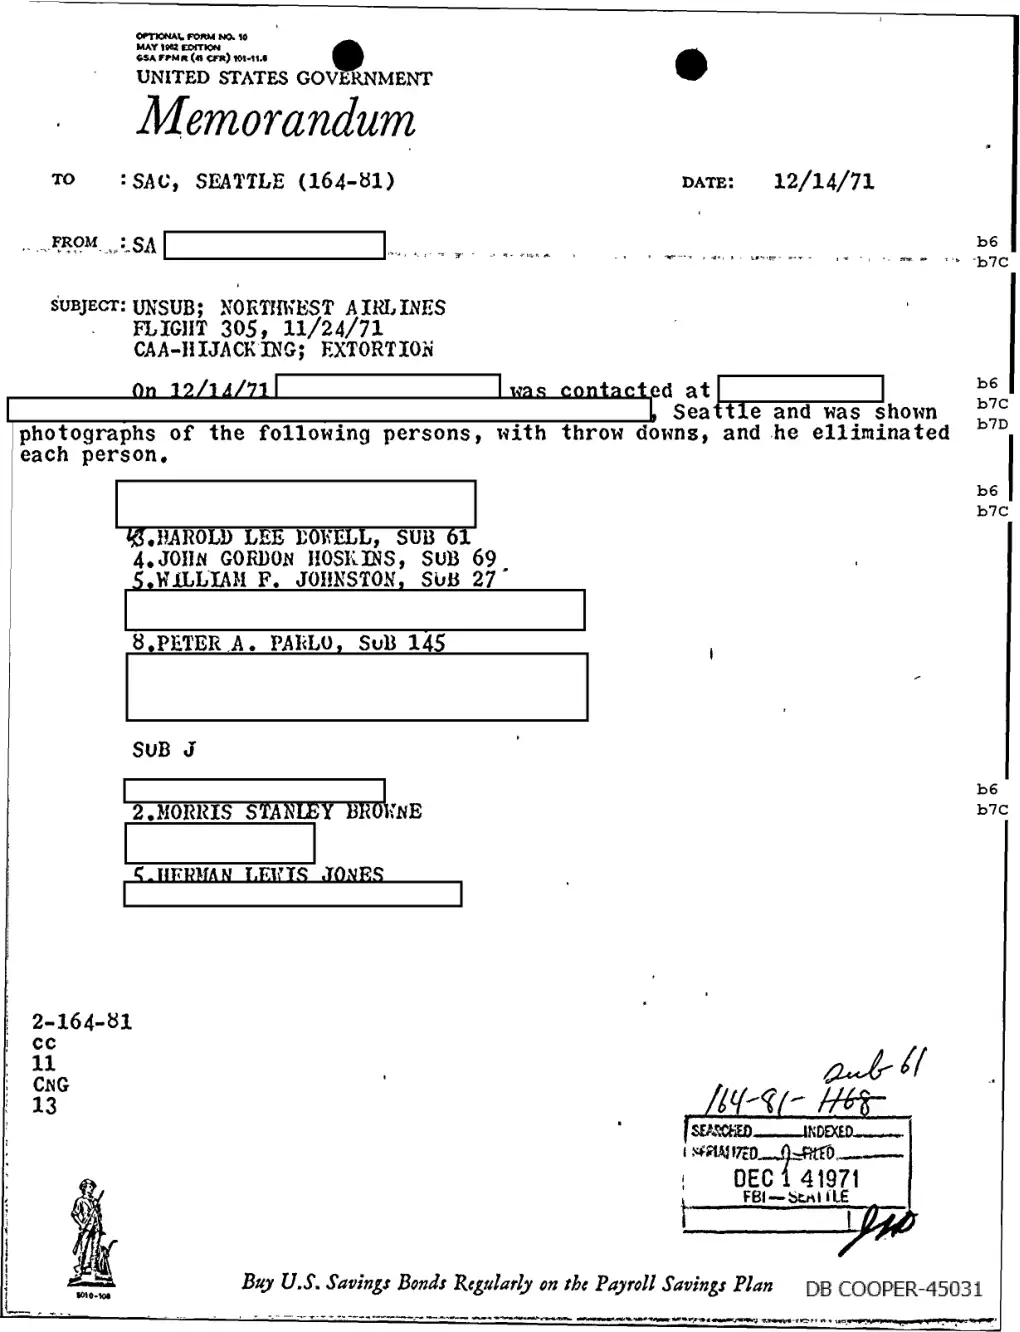 OPTIONAL FORM NO. 10
MAY 1962 EDITION
GSA FPMR (41 CFR) 101-11.6
UNITED STATES GOVERNMENT
Memorandum
TO : SAC, SEATTLE (164-81) DATE: 12/14/71
FROM : SA b6
b7C
SUBJECT: UNSUB; NORTHWEST AIRLINES
FLIGHT 305, 11/24/71
CAA-HIJACKING; EXTORTION
On 12/14/71 was contacted at b6
, Seattle and was shown b7C
photographs of the following persons, with throw downs, and he elliminated b7D
each person.
b6
b7C
3.HAROLD LEE DOWELL, SUB 61
4.JOHN GORDON HOSKINS, SUB 69
5.WILLIAM F. JOHNSTON, SUB 27
8.PETER A. PARLO, SUB 145
SUB J
b6
2.MORRIS STANLEY BROWNE b7C
5.HERMAN LEWIS JONES
2-164-81
cc
11
CNG
13
sub 61
164-81-1168
SEARCHED INDEXED
SERIALIZED FILED
DEC 14 1971
FBI — SEATTLE
5010-108
Buy U.S. Savings Bonds Regularly on the Payroll Savings Plan
DB COOPER-45031